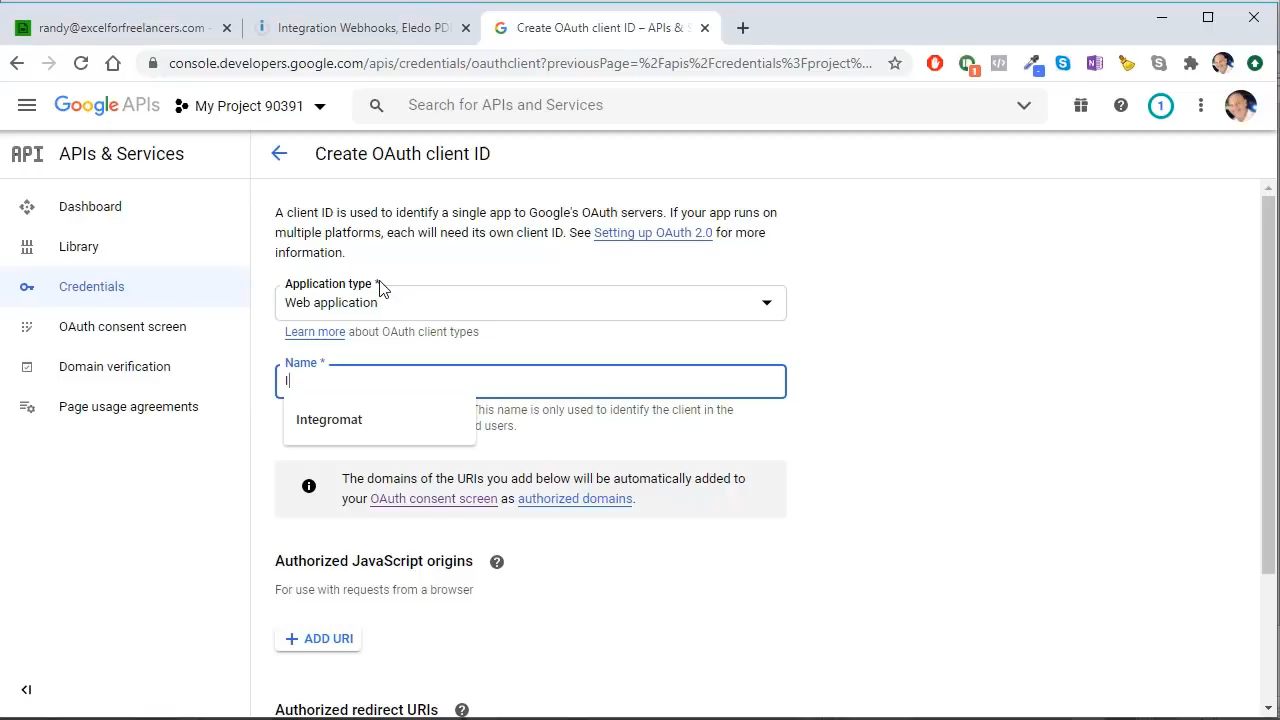 randy@excelforfreelancers.com -
Integration Webhooks, Eledo PD
Create OAuth client ID – APIs & S
console.developers.google.com/apis/credentials/oauthclient?previousPage=%2Fapis%2Fcredentials%3Fproject%...
1
Google APIs
My Project 90391
Search for APIs and Services
1
API APIs & Services
Create OAuth client ID
Dashboard
Library
Credentials
OAuth consent screen
Domain verification
Page usage agreements
A client ID is used to identify a single app to Google's OAuth servers. If your app runs on
multiple platforms, each will need its own client ID. See Setting up OAuth 2.0 for more
information.
Application type *
Web application
Learn more about OAuth client types
Name *
I
Integromat
This name is only used to identify the client in the
d users.
The domains of the URIs you add below will be automatically added to
your OAuth consent screen as authorized domains.
Authorized JavaScript origins
For use with requests from a browser
+ ADD URI
Authorized redirect URIs